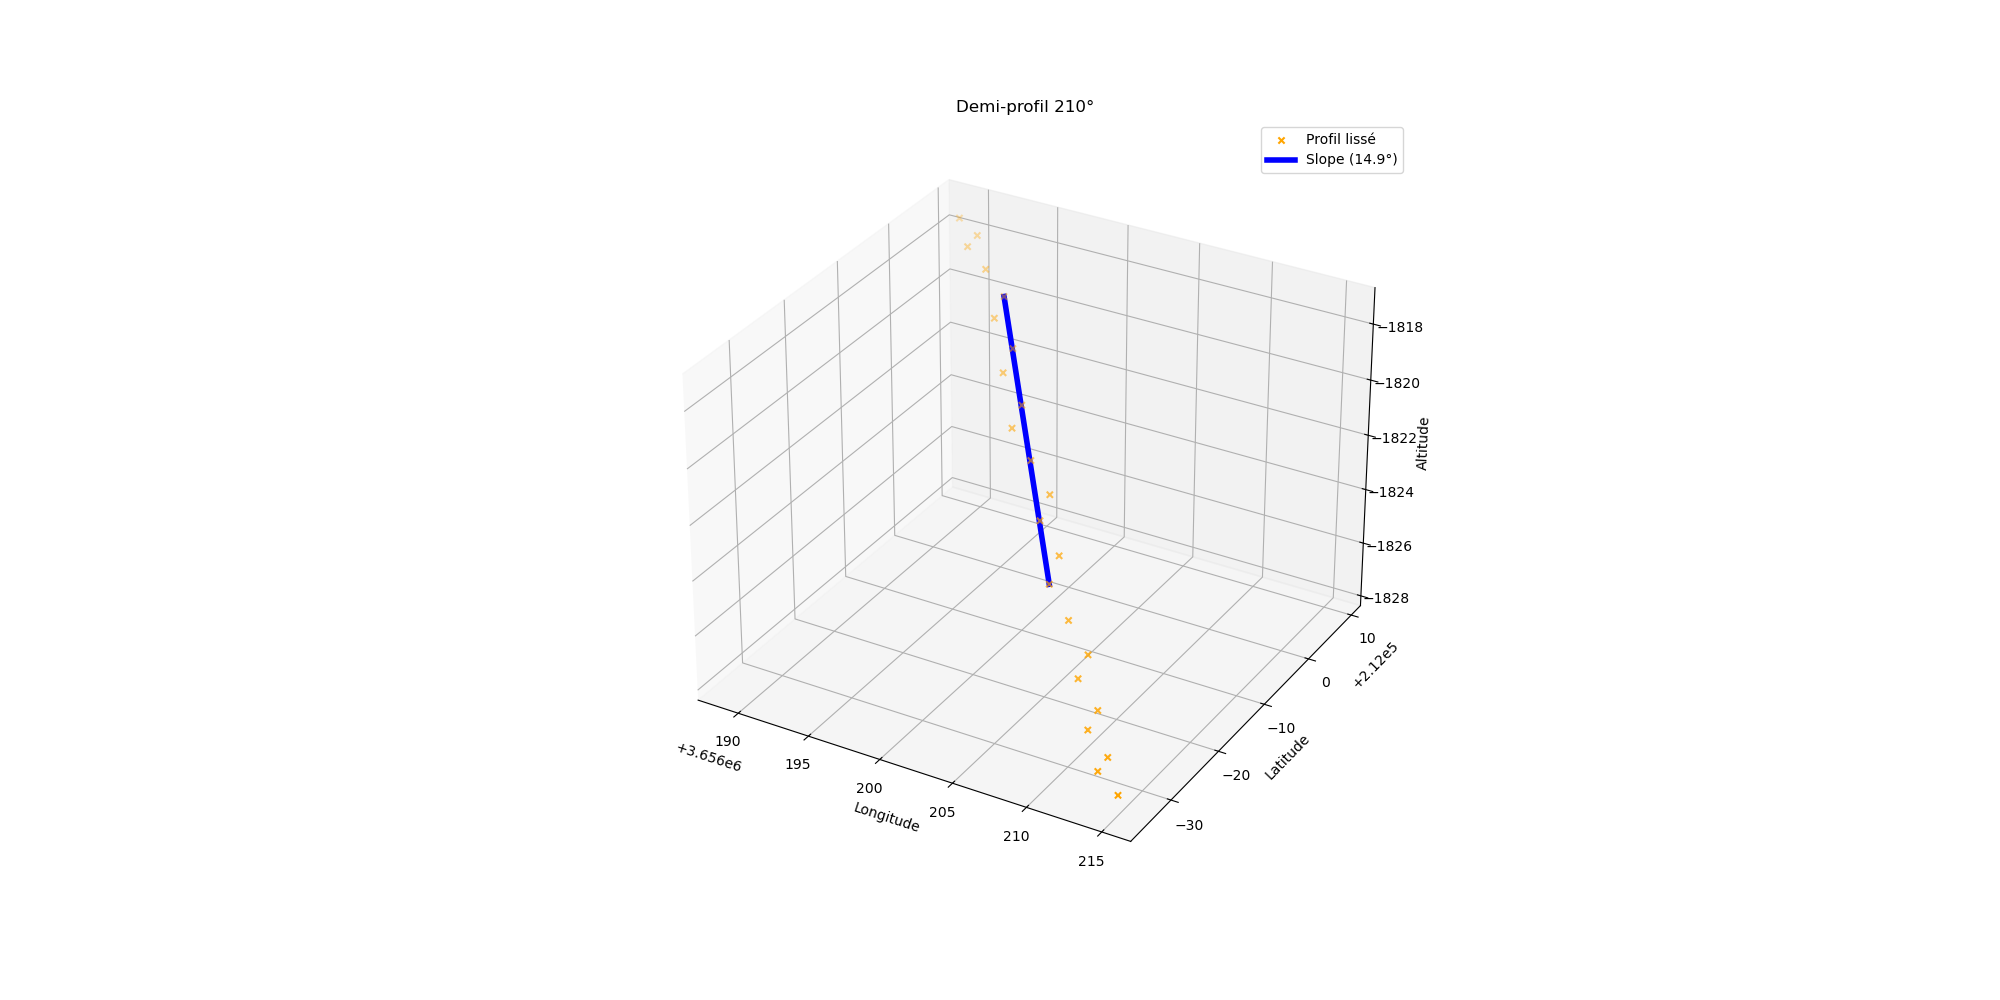 Demi-profil 210°
Profil lissé
Slope (14.9°)
−1818
−1820
−1822
−1824
−1826
−1828
Altitude
10
0
−10
−20
−30
+2.12e5
Latitude
190
195
200
205
210
215
+3.656e6
Longitude